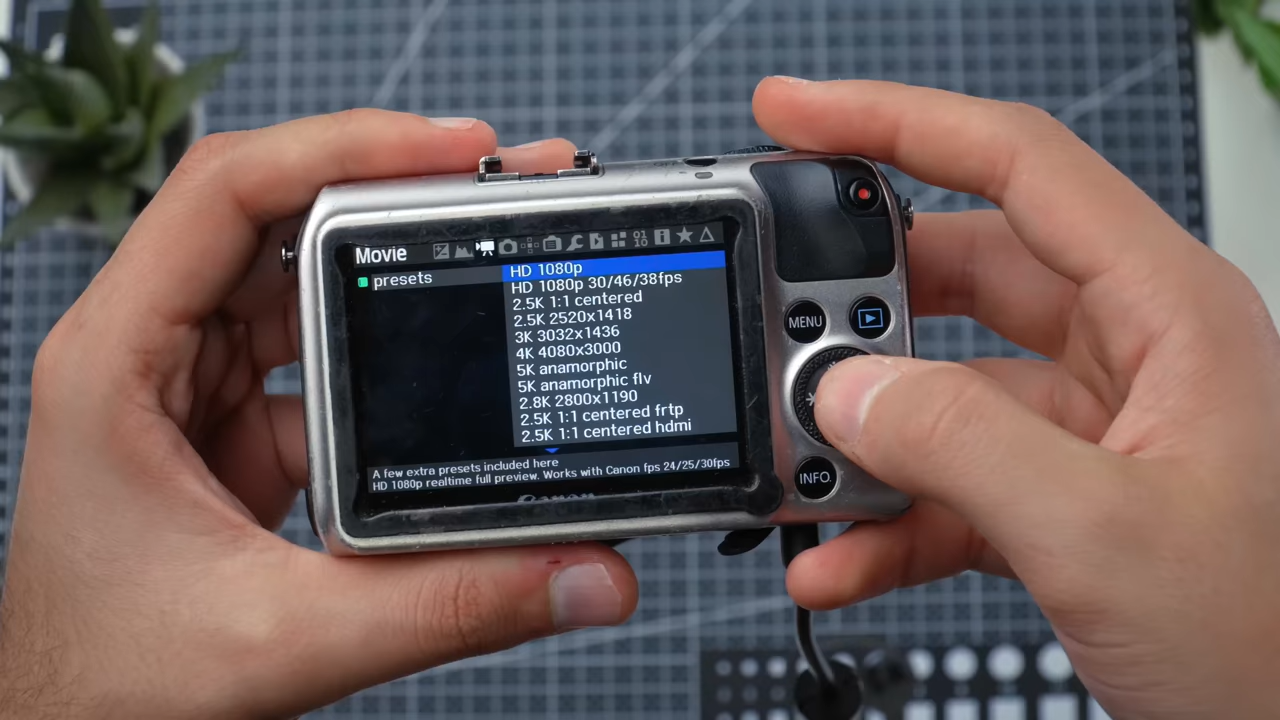 Movie
01
10
presets
HD 1080p
HD 1080p 30/46/38fps
2.5K 1:1 centered
2.5K 2520x1418
3K 3032x1436
4K 4080x3000
5K anamorphic
5K anamorphic flv
2.8K 2800x1190
2.5K 1:1 centered frtp
2.5K 1:1 centered hdmi
A few extra presets included here
HD 1080p realtime full preview. Works with Canon fps 24/25/30fps
Canon
MENU
INFO.